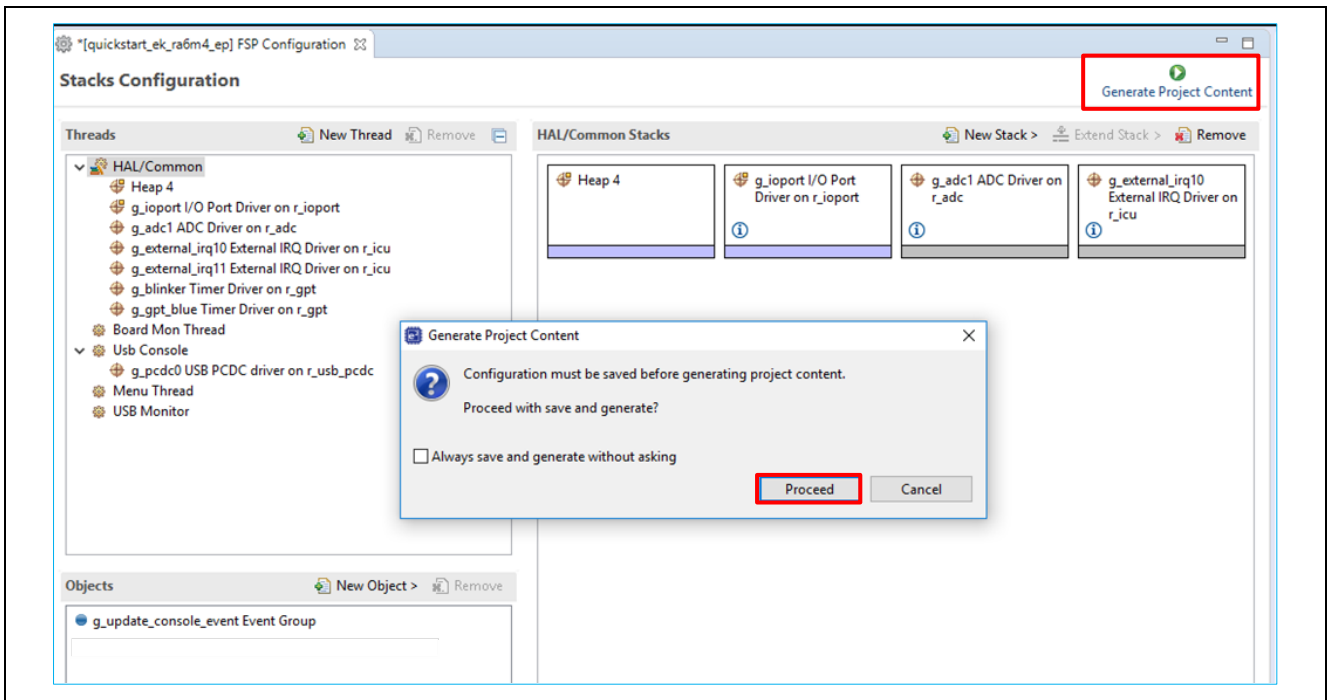 *[quickstart_ek_ra6m4_ep] FSP Configuration
Stacks Configuration
Generate Project Content
Threads
New Thread
Remove
HAL/Common
Heap 4
g_ioport I/O Port Driver on r_ioport
g_adc1 ADC Driver on r_adc
g_external_irq10 External IRQ Driver on r_icu
g_external_irq11 External IRQ Driver on r_icu
g_blinker Timer Driver on r_gpt
g_gpt_blue Timer Driver on r_gpt
Board Mon Thread
Usb Console
g_pcdc0 USB PCDC driver on r_usb_pcdc
Menu Thread
USB Monitor
HAL/Common Stacks
New Stack >
Extend Stack >
Remove
Heap 4
g_ioport I/O Port
Driver on r_ioport
g_adc1 ADC Driver on
r_adc
g_external_irq10
External IRQ Driver on
r_icu
Generate Project Content
Configuration must be saved before generating project content.
Proceed with save and generate?
Always save and generate without asking
Proceed
Cancel
Objects
New Object >
Remove
g_update_console_event Event Group